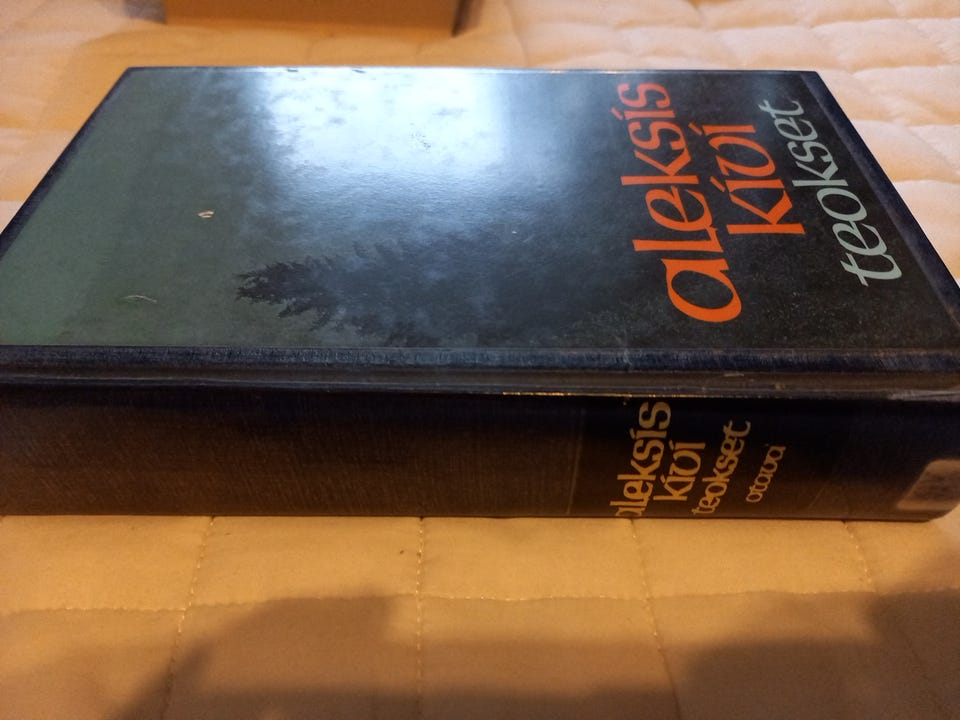 aleksis
kivi
teokset
aleksis
kivi
teokset
otava